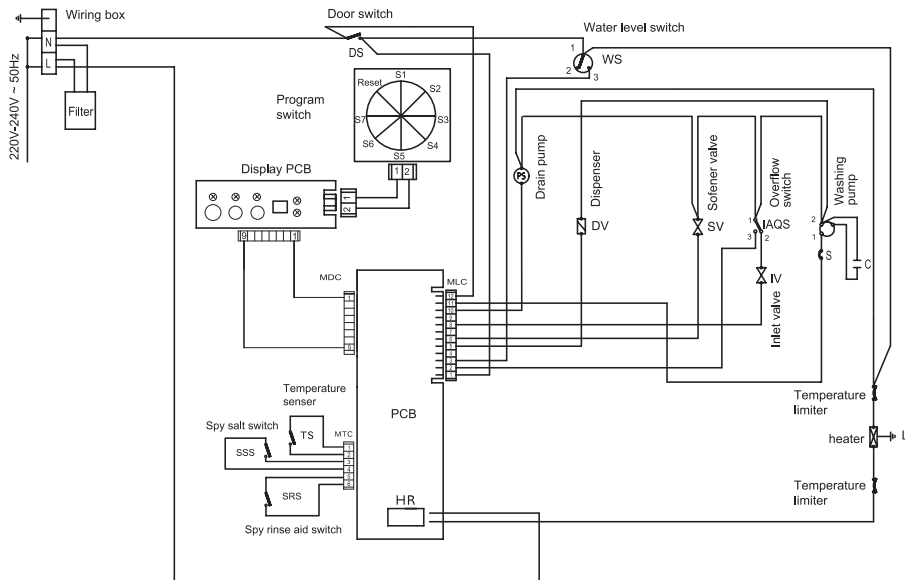 Wiring box
N
L
220V-240V ~ 50Hz
Filter
Door switch
DS
Water level switch
1
WS
2
3
Program
switch
Reset
S1
S2
S3
S4
S5
S6
S7
1 2
Display PCB
1
2
9
1
MDC
1
9
MLC
12
11
10
9
8
7
6
5
4
3
2
1
PCB
HR
Drain pump
PS
Dispenser
DV
Softener valve
SV
Overflow
switch
1
IAQS
3
2
IV
Inlet valve
Washing
pump
2
1
S
C
Temperature
limiter
heater
L
Temperature
limiter
Temperature
senser
TS
Spy salt switch
SSS
MTC
1
2
3
4
5
6
SRS
Spy rinse aid switch